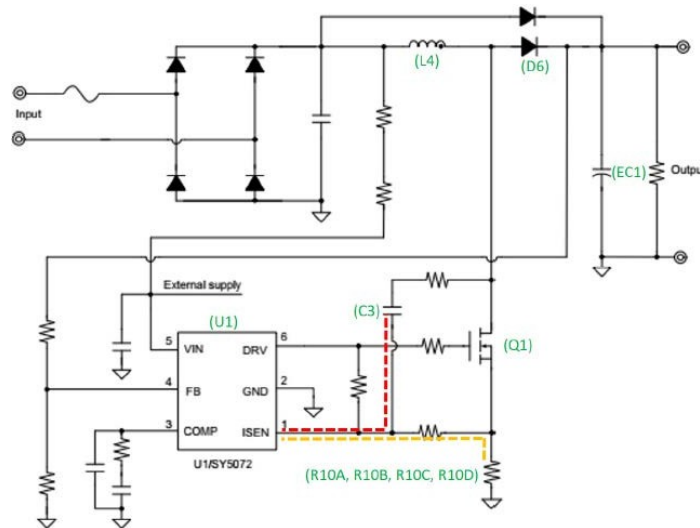 (L4)
(D6)
Input
(EC1)
Output
External supply
(C3)
(U1)
(Q1)
5
VIN
DRV
6
4
FB
GND
2
3
COMP
ISEN
1
U1/SY5072
(R10A, R10B, R10C, R10D)